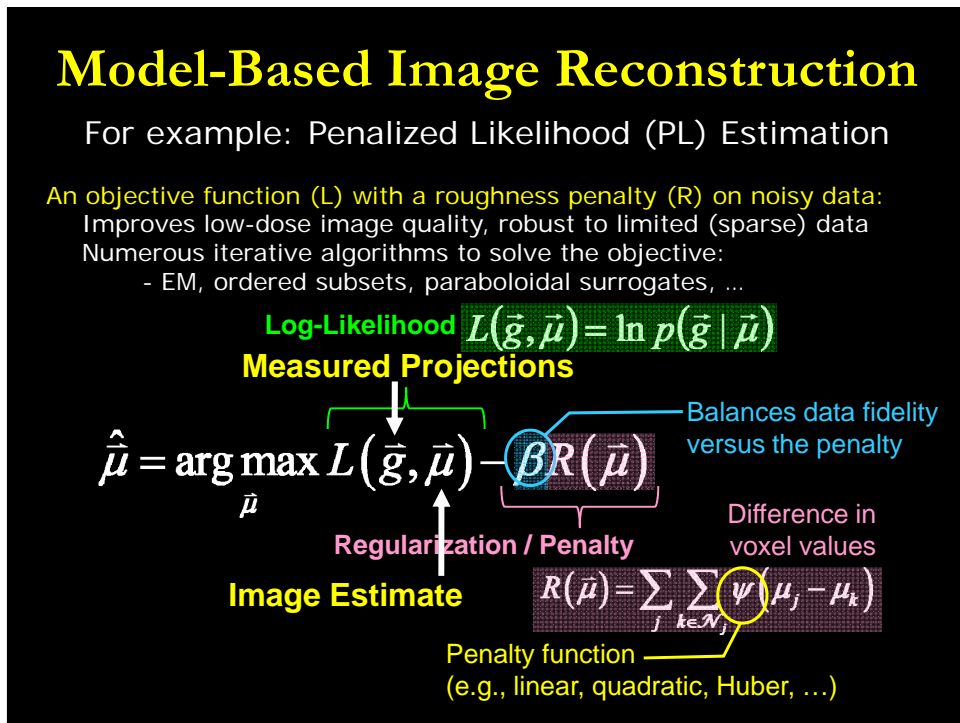 Model-Based Image Reconstruction
For example: Penalized Likelihood (PL) Estimation
An objective function (L) with a roughness penalty (R) on noisy data:
Improves low-dose image quality, robust to limited (sparse) data
Numerous iterative algorithms to solve the objective:
- EM, ordered subsets, paraboloidal surrogates, ...
Log-Likelihood L(g⃗, μ⃗) = ln p(g⃗ | μ⃗)
Measured Projections
Balances data fidelity
versus the penalty
μ⃗̂ = arg max L(g⃗, μ⃗) − βR(μ⃗)
μ⃗
Difference in
voxel values
Regularization / Penalty
Image Estimate
R(μ⃗) = ∑ ∑ ψ(μⱼ − μₖ)
j k∈𝒩ⱼ
Penalty function
(e.g., linear, quadratic, Huber, …)